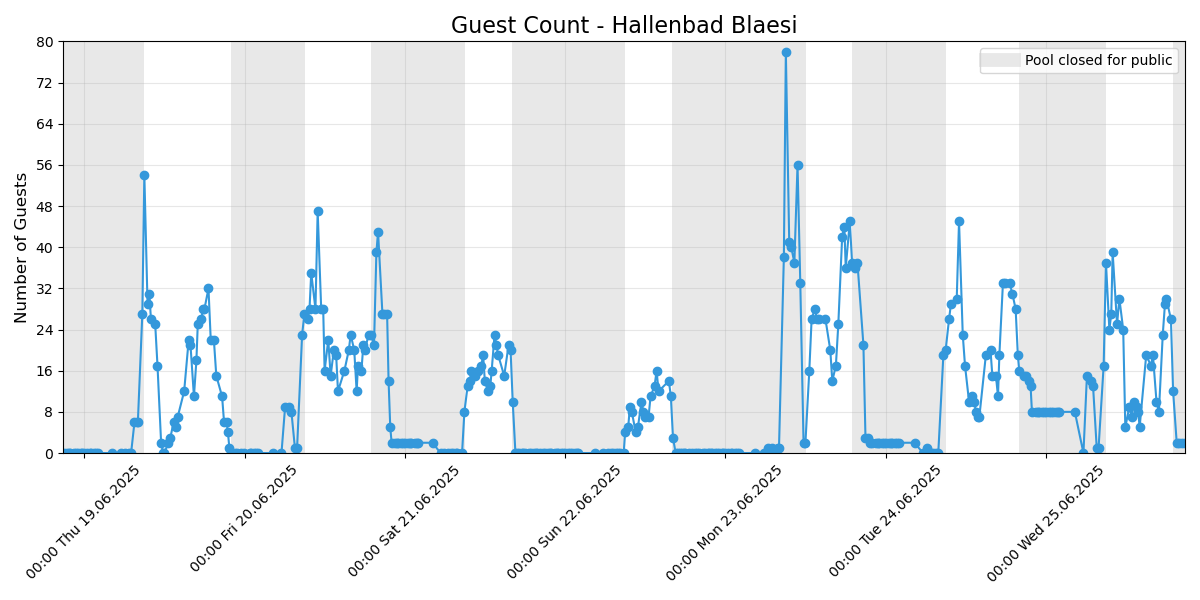 Guest Count - Hallenbad Blaesi
Pool closed for public
Number of Guests
80
72
64
56
48
40
32
24
16
8
0
00:00 Thu 19.06.2025
00:00 Fri 20.06.2025
00:00 Sat 21.06.2025
00:00 Sun 22.06.2025
00:00 Mon 23.06.2025
00:00 Tue 24.06.2025
00:00 Wed 25.06.2025